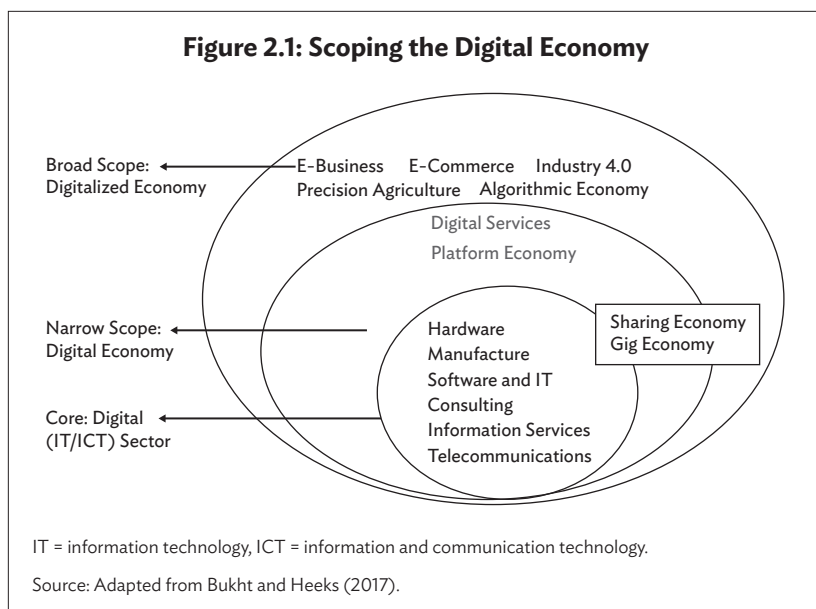 Figure 2.1: Scoping the Digital Economy
Broad Scope:
Digitalized Economy
E-Business E-Commerce Industry 4.0
Precision Agriculture Algorithmic Economy
Digital Services
Platform Economy
Narrow Scope:
Digital Economy
Hardware
Manufacture
Software and IT
Consulting
Information Services
Telecommunications
Sharing Economy
Gig Economy
Core: Digital
(IT/ICT) Sector
IT = information technology, ICT = information and communication technology.
Source: Adapted from Bukht and Heeks (2017).